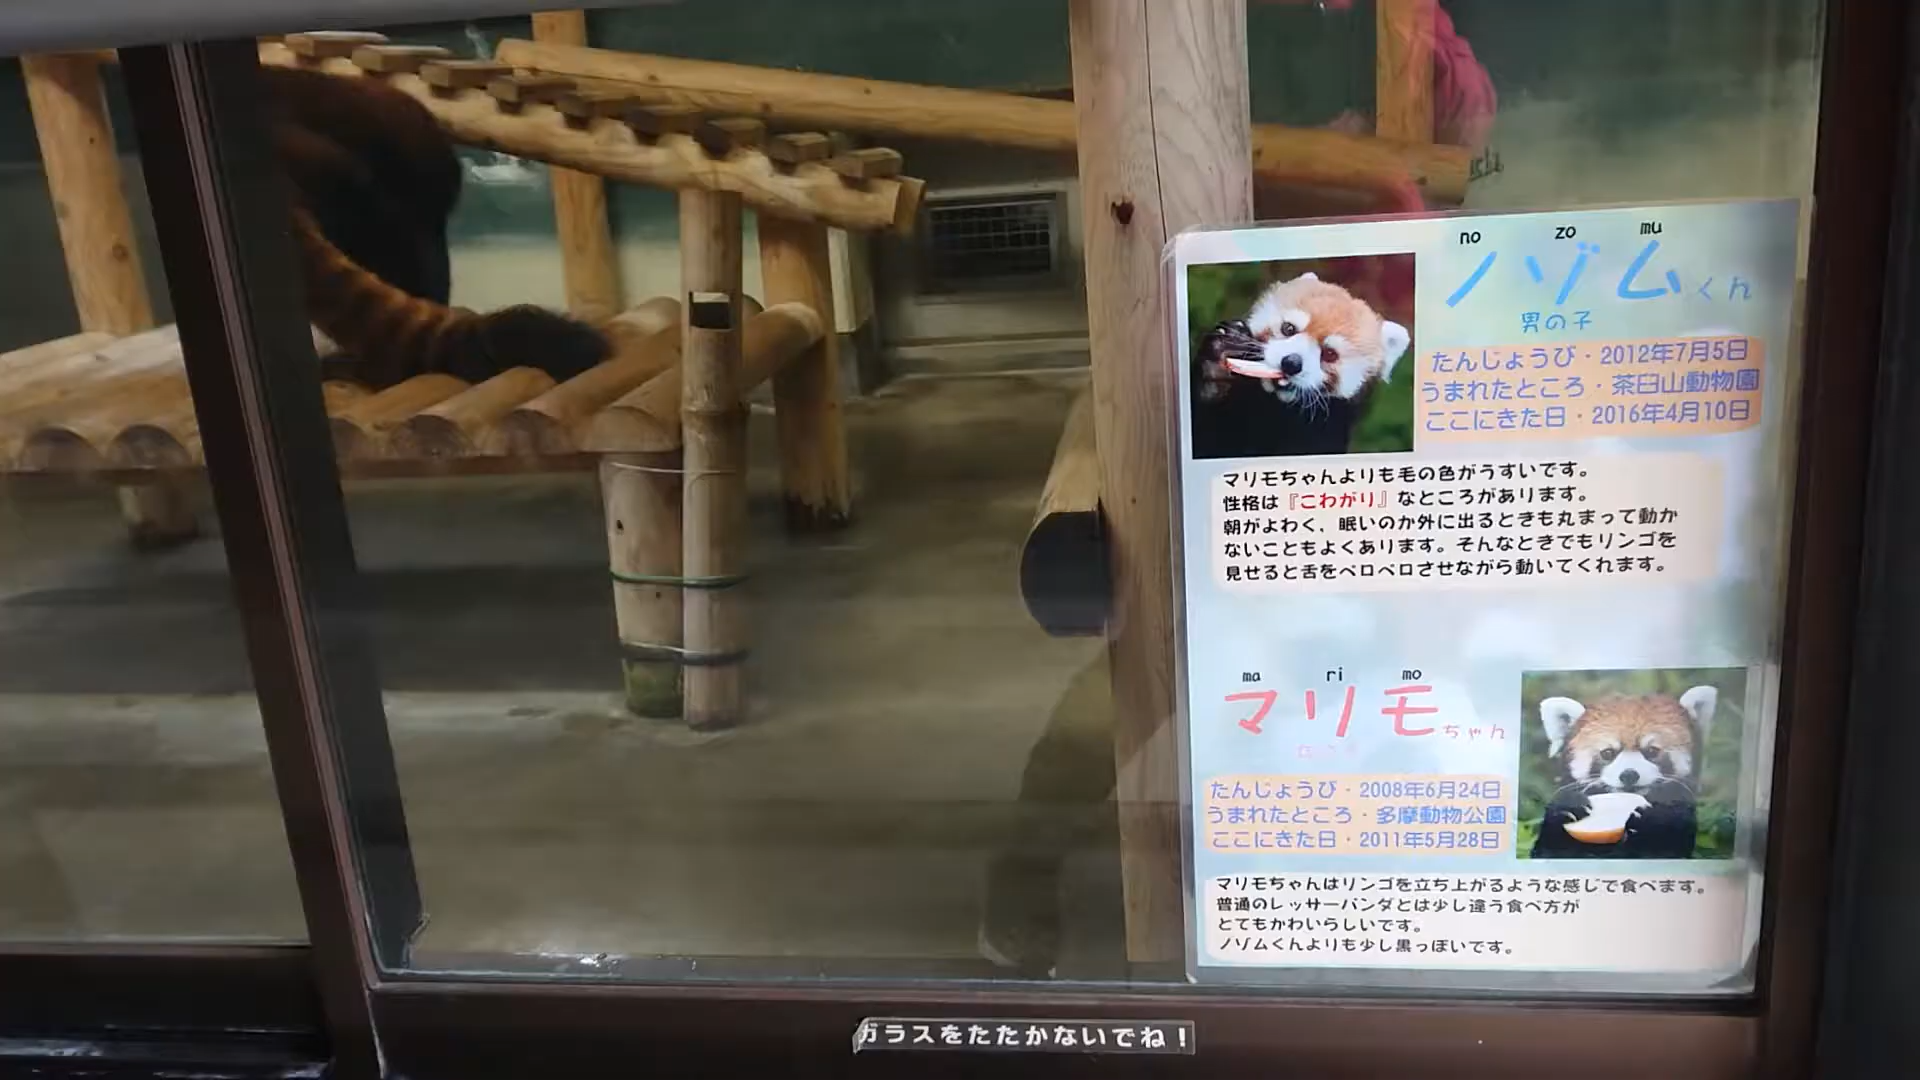 no zo mu
ノゾムくん
男の子
たんじょうび・2012年7月5日
うまれたところ・茶臼山動物園
ここにきた日・2016年4月10日
マリモちゃんよりも毛の色がうすいです。
性格は『こわがり』なところがあります。
朝がよわく、眠いのか外に出るときも丸まって動か
ないこともよくあります。そんなときでもリンゴを
見せると舌をペロペロさせながら動いてくれます。
ma ri mo
マリモちゃん
たんじょうび・2008年6月24日
うまれたところ・多摩動物公園
ここにきた日・2011年5月28日
マリモちゃんはリンゴを立ち上がるような感じで食べます。
普通のレッサーパンダとは少し違う食べ方が
とてもかわいらしいです。
ノゾムくんよりも少し黒っぽいです。
ガラスをたたかないでね！